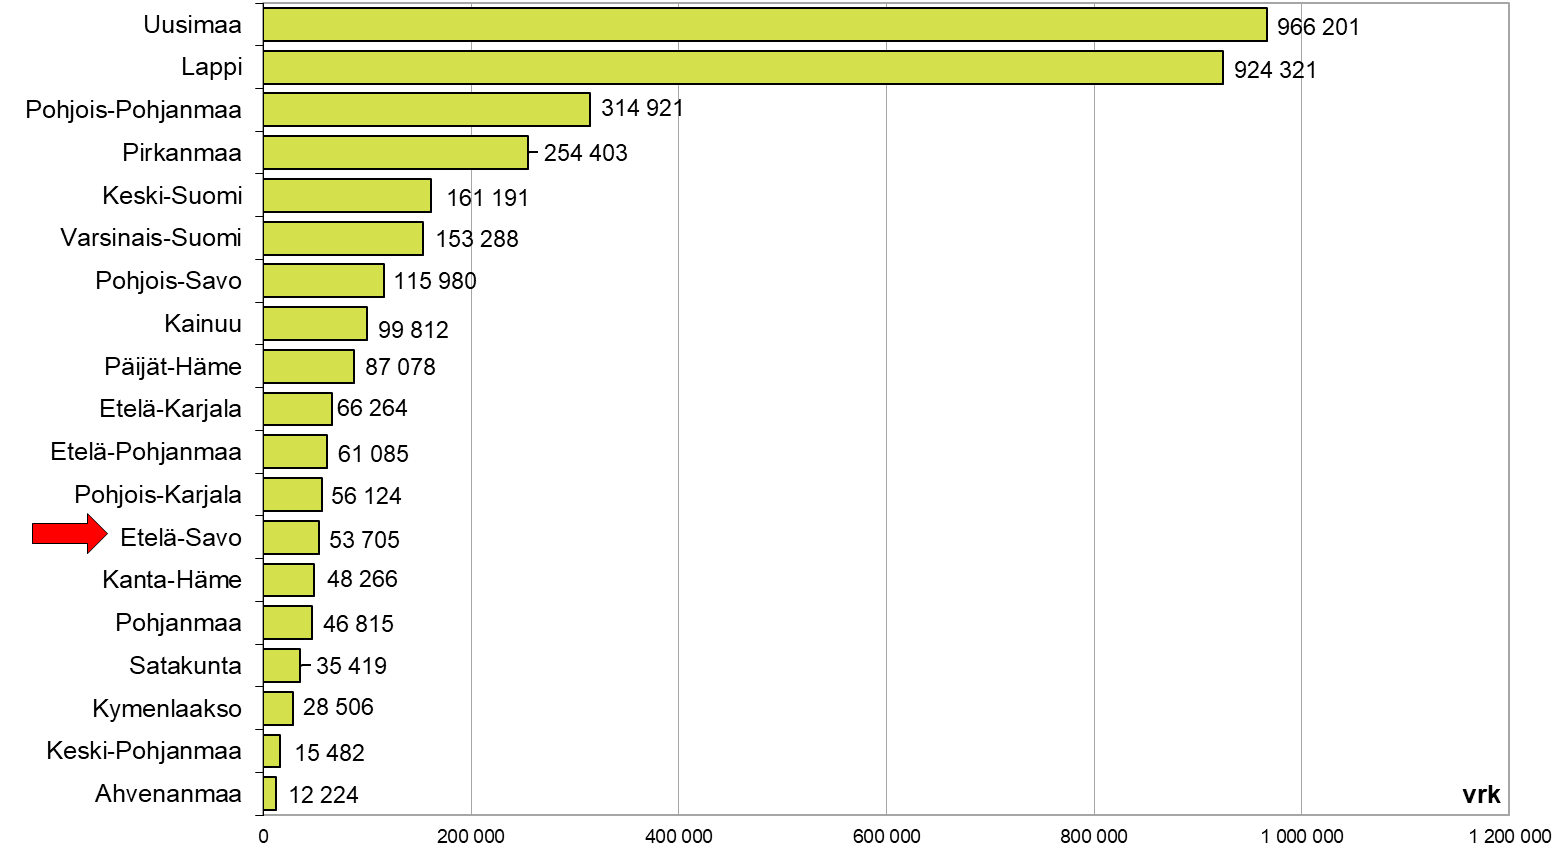 Uusimaa 966 201
Lappi 924 321
Pohjois-Pohjanmaa 314 921
Pirkanmaa 254 403
Keski-Suomi 161 191
Varsinais-Suomi 153 288
Pohjois-Savo 115 980
Kainuu 99 812
Päijät-Häme 87 078
Etelä-Karjala 66 264
Etelä-Pohjanmaa 61 085
Pohjois-Karjala 56 124
Etelä-Savo 53 705
Kanta-Häme 48 266
Pohjanmaa 46 815
Satakunta 35 419
Kymenlaakso 28 506
Keski-Pohjanmaa 15 482
Ahvenanmaa 12 224 vrk
0 200 000 400 000 600 000 800 000 1 000 000 1 200 000